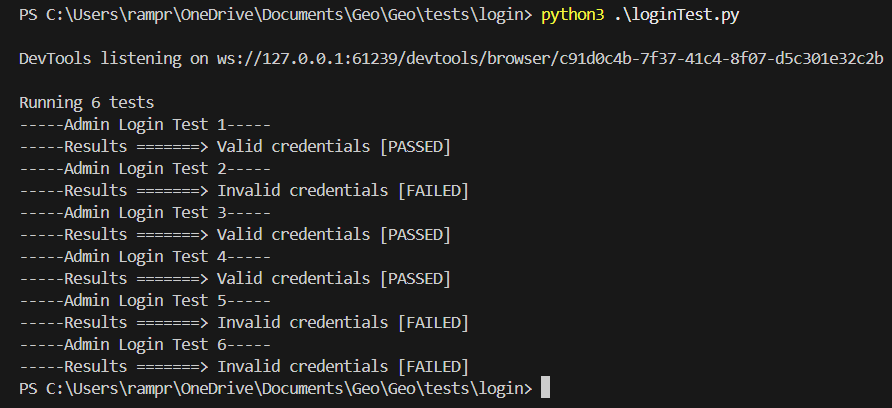 PS C:\Users\rampr\OneDrive\Documents\Geo\Geo\tests\login> python3 .\loginTest.py
DevTools listening on ws://127.0.0.1:61239/devtools/browser/c91d0c4b-7f37-41c4-8f07-d5c301e32c2b
Running 6 tests
-----Admin Login Test 1-----
-----Results =======> Valid credentials [PASSED]
-----Admin Login Test 2-----
-----Results =======> Invalid credentials [FAILED]
-----Admin Login Test 3-----
-----Results =======> Valid credentials [PASSED]
-----Admin Login Test 4-----
-----Results =======> Valid credentials [PASSED]
-----Admin Login Test 5-----
-----Results =======> Invalid credentials [FAILED]
-----Admin Login Test 6-----
-----Results =======> Invalid credentials [FAILED]
PS C:\Users\rampr\OneDrive\Documents\Geo\Geo\tests\login>